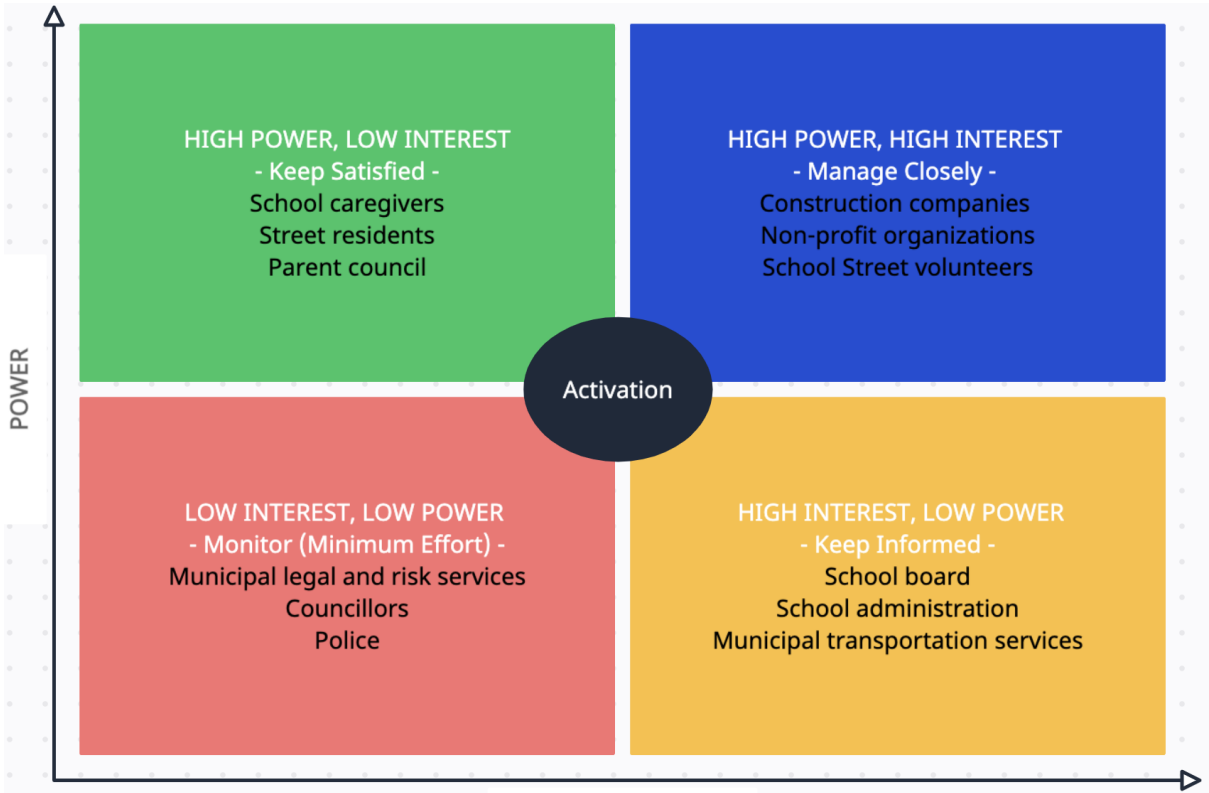 HIGH POWER, LOW INTEREST
- Keep Satisfied -
School caregivers
Street residents
Parent council
HIGH POWER, HIGH INTEREST
- Manage Closely -
Construction companies
Non-profit organizations
School Street volunteers
POWER
Activation
LOW INTEREST, LOW POWER
- Monitor (Minimum Effort) -
Municipal legal and risk services
Councillors
Police
HIGH INTEREST, LOW POWER
- Keep Informed -
School board
School administration
Municipal transportation services